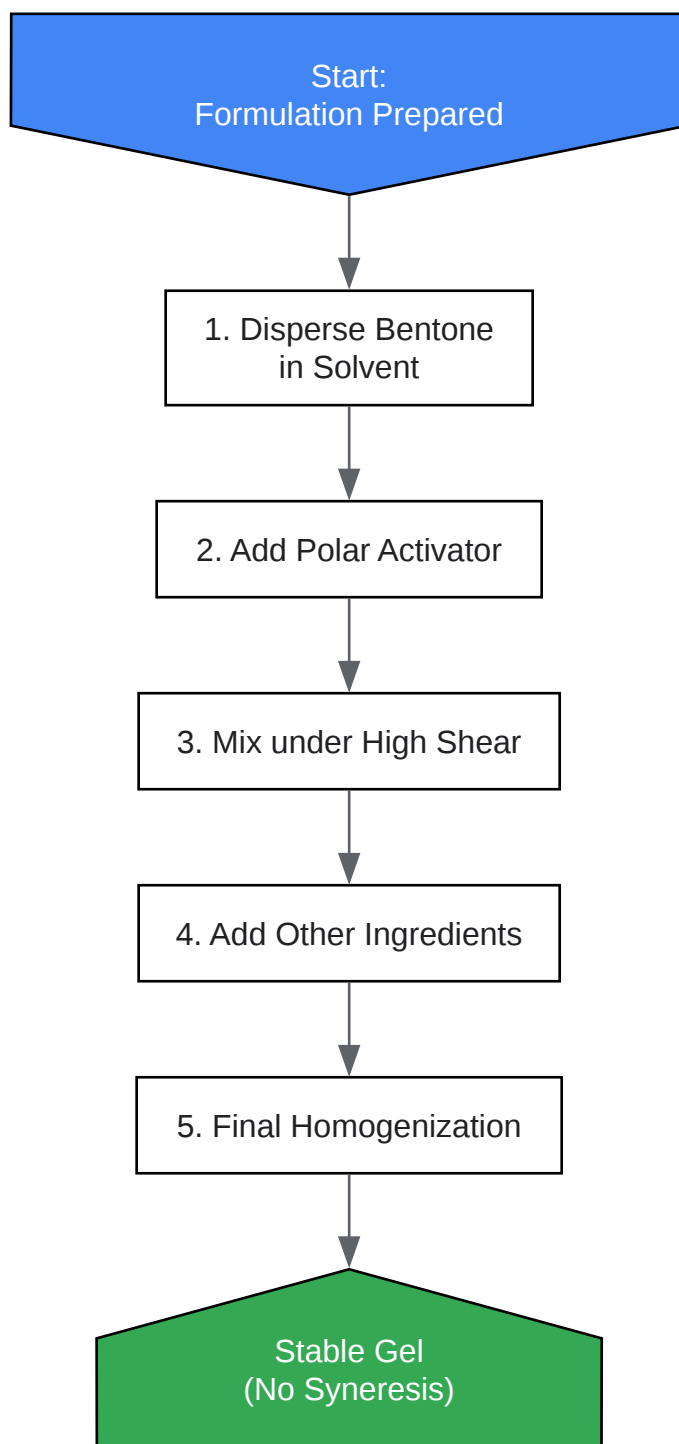 Start:
Formulation Prepared
1. Disperse Bentone
in Solvent
2. Add Polar Activator
3. Mix under High Shear
4. Add Other Ingredients
5. Final Homogenization
Stable Gel
(No Syneresis)